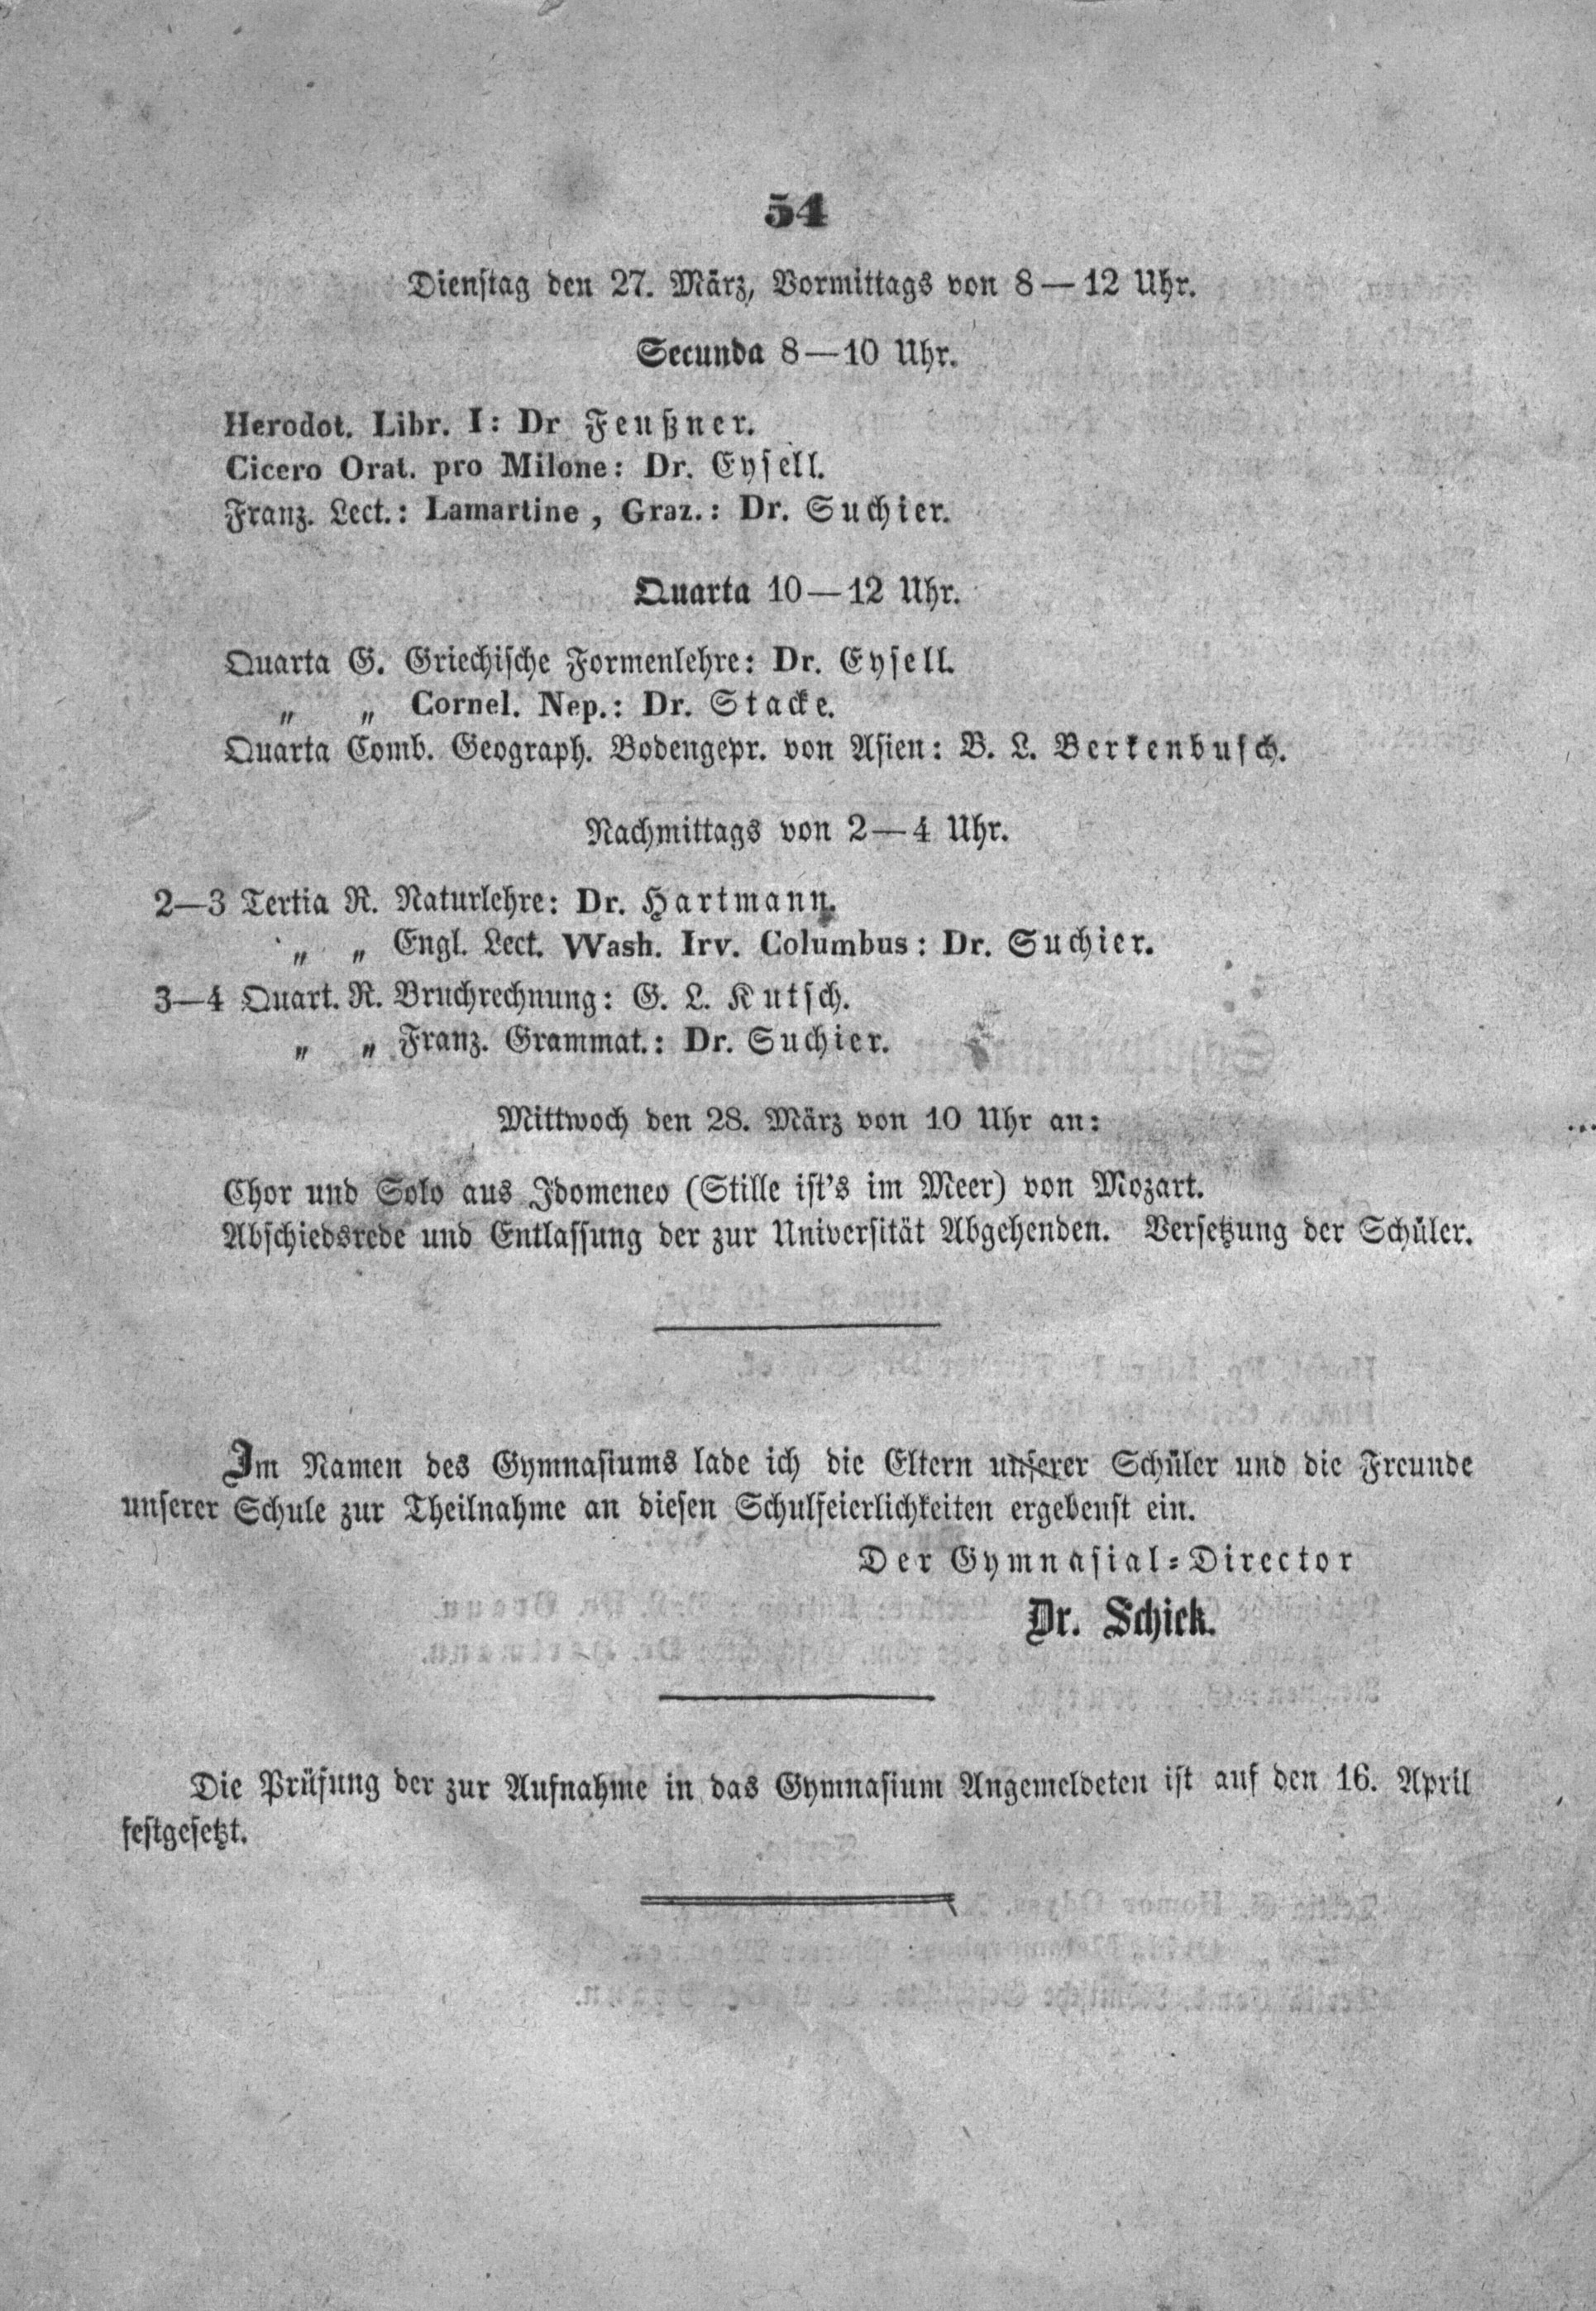 54
Dienstag den 27. März, Vormittags von 8—12 Uhr.
Secunda 8—10 Uhr.
Herodot. Libr. I: Dr Feußner.
Cicero Orat. pro Milone: Dr. Eysell.
Franz. Lect.: Lamartine, Graz.: Dr. Suchier.
Quarta 10—12 Uhr.
Quarta G. Griechische Formenlehre: Dr. Eysell.
„ „ Cornel. Nep.: Dr. Stacke.
Quarta Comb. Geograph. Bodengepr. von Asien: B. L. Berkenbusch.
Nachmittags von 2—4 Uhr.
2—3 Tertia R. Naturlehre: Dr. Hartmann.
„ „ Engl. Lect. Wash. Irv. Columbus: Dr. Suchier.
3—4 Quart. R. Bruchrechnung: G. L. Kutsch.
„ „ Franz. Grammat.: Dr. Suchier.
Mittwoch den 28. März von 10 Uhr an:
Chor und Solo aus Idomeneo (Stille ist's im Meer) von Mozart.
Abschiedsrede und Entlassung der zur Universität Abgehenden. Versetzung der Schüler.
Im Namen des Gymnasiums lade ich die Eltern unserer Schüler und die Freunde
unserer Schule zur Theilnahme an diesen Schulfeierlichkeiten ergebenst ein.
Der Gymnasial-Director
Dr. Schiek.
Die Prüfung der zur Aufnahme in das Gymnasium Angemeldeten ist auf den 16. April
festgesetzt.